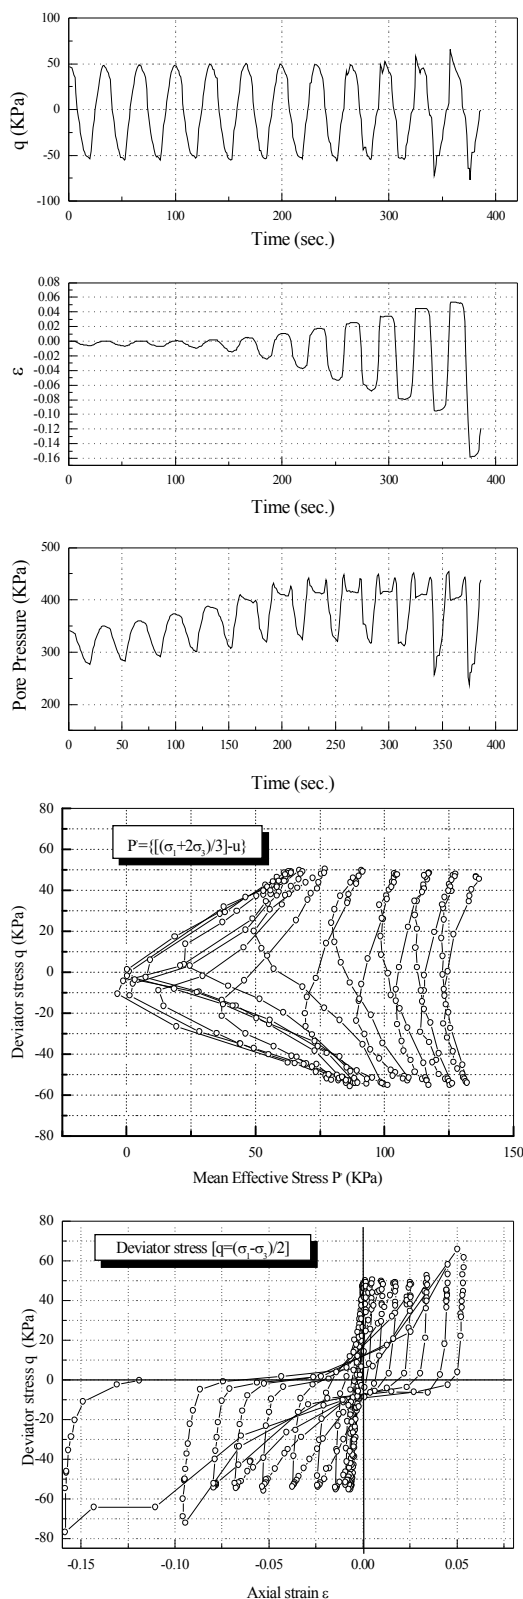 100
50
0
-50
-100
q (KPa)
0 100 200 300 400
Time (sec.)
0.08
0.06
0.04
0.02
0.00
-0.02
-0.04
-0.06
-0.08
-0.10
-0.12
-0.14
-0.16
ε
0 100 200 300 400
Time (sec.)
500
400
300
200
Pore Pressure (KPa)
0 50 100 150 200 250 300 350 400
Time (sec.)
80
60
40
20
0
-20
-40
-60
-80
Deviator stress q (KPa)
P'={[(σ1+2σ3)/3]-u}
0 50 100 150
Mean Effective Stress P' (KPa)
80
60
40
20
0
-20
-40
-60
-80
Deviator stress q (KPa)
Deviator stress [q=(σ1-σ3)/2]
-0.15 -0.10 -0.05 0.00 0.05
Axial strain ε